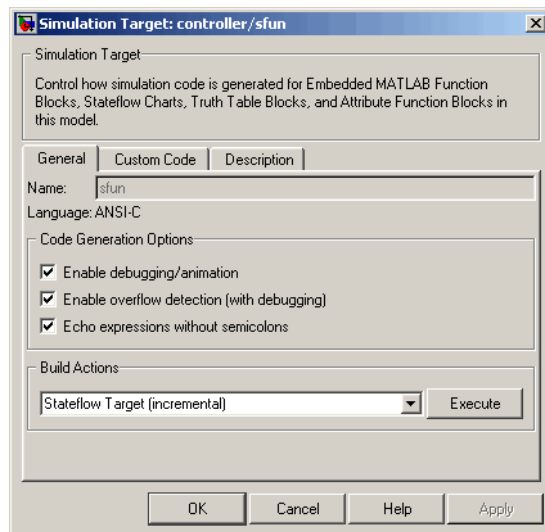 Simulation Target: controller/sfun
Simulation Target
Control how simulation code is generated for Embedded MATLAB Function
Blocks, Stateflow Charts, Truth Table Blocks, and Attribute Function Blocks in
this model.
General Custom Code Description
Name: sfun
Language: ANSI-C
Code Generation Options
Enable debugging/animation
Enable overflow detection (with debugging)
Echo expressions without semicolons
Build Actions
Stateflow Target (incremental) Execute
OK Cancel Help Apply